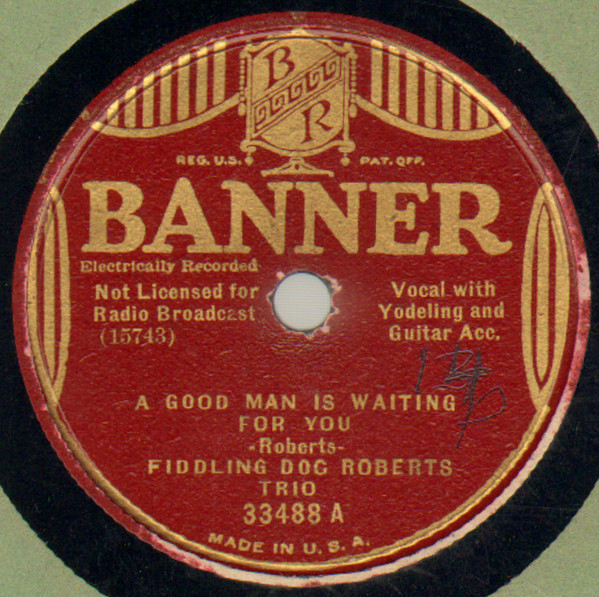 B
R
REG. U.S. PAT. OFF.
BANNER
Electrically Recorded
Not Licensed for
Radio Broadcast
(15743)
Vocal with
Yodeling and
Guitar Acc.
A GOOD MAN IS WAITING
FOR YOU
-Roberts-
FIDDLING DOC ROBERTS
TRIO
33488 A
MADE IN U.S.A.